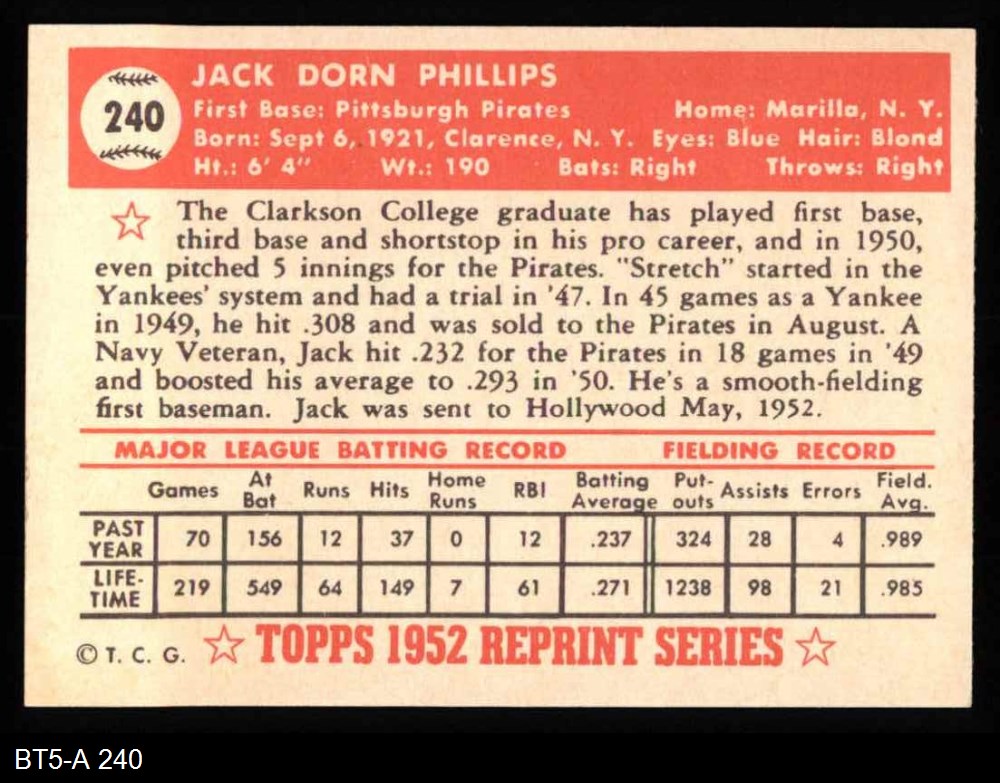 JACK DORN PHILLIPS
240
First Base: Pittsburgh Pirates Home: Marilla, N. Y.
Born: Sept 6, 1921, Clarence, N. Y. Eyes: Blue Hair: Blond
Ht.: 6' 4" Wt.: 190 Bats: Right Throws: Right
The Clarkson College graduate has played first base,
third base and shortstop in his pro career, and in 1950,
even pitched 5 innings for the Pirates. "Stretch" started in the
Yankees' system and had a trial in '47. In 45 games as a Yankee
in 1949, he hit .308 and was sold to the Pirates in August. A
Navy Veteran, Jack hit .232 for the Pirates in 18 games in '49
and boosted his average to .293 in '50. He's a smooth-fielding
first baseman. Jack was sent to Hollywood May, 1952.
MAJOR LEAGUE BATTING RECORD FIELDING RECORD
Games At Bat Runs Hits Home Runs RBI Batting Average Put-outs Assists Errors Field. Avg.
PAST YEAR 70 156 12 37 0 12 .237 324 28 4 .989
LIFE-TIME 219 549 64 149 7 61 .271 1238 98 21 .985
© T. C. G. TOPPS 1952 REPRINT SERIES
BT5-A 240